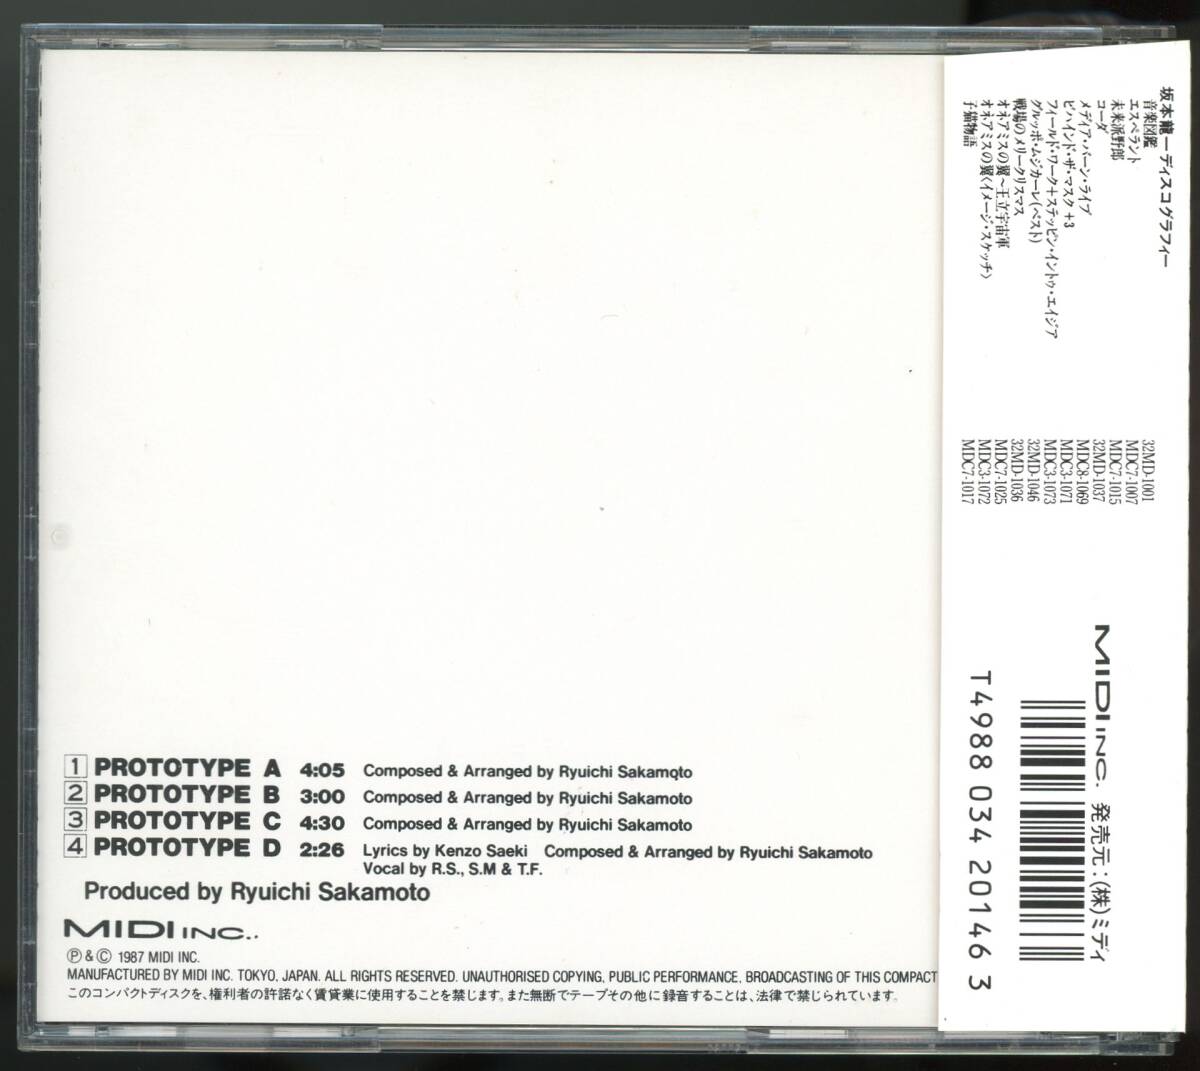 1 PROTOTYPE A 4:05 Composed & Arranged by Ryuichi Sakamoto
2 PROTOTYPE B 3:00 Composed & Arranged by Ryuichi Sakamoto
3 PROTOTYPE C 4:30 Composed & Arranged by Ryuichi Sakamoto
4 PROTOTYPE D 2:26 Lyrics by Kenzo Saeki Composed & Arranged by Ryuichi Sakamoto
Vocal by R.S., S.M & T.F.
Produced by Ryuichi Sakamoto
MIDI INC..
Ⓟ & Ⓒ 1987 MIDI INC.
MANUFACTURED BY MIDI INC. TOKYO, JAPAN. ALL RIGHTS RESERVED. UNAUTHORISED COPYING, PUBLIC PERFORMANCE, BROADCASTING OF THIS COMPACT
このコンパクトディスクを、権利者の許諾なく賃貸業に使用することを禁じます。また無断でテープその他に録音することは、法律で禁じられています。
坂本龍一ディスコグラフィー
音楽図鑑 32MD-1001
エスペラント MDC7-1007
未来派野郎 MDC7-1015
コーダ 32MD-1037
メディア・バーン・ライブ MDC8-1069
ビハインド・ザ・マスク+3 MDC3-1071
フィールド・ワーク+ステッピン・イントゥ・エイジア MDC3-1073
グルッポ・ムジカーレ(ベスト) 32MD-1046
戦場のメリークリスマス 32MD-1036
オネアミスの翼〜王立宇宙軍 MDC7-1025
オネアミスの翼〈イメージ・スケッチ〉 MDC3-1072
子猫物語 MDC7-1017
MIDI INC. 発売元:(株)ミディ
T4988 034 20146 3